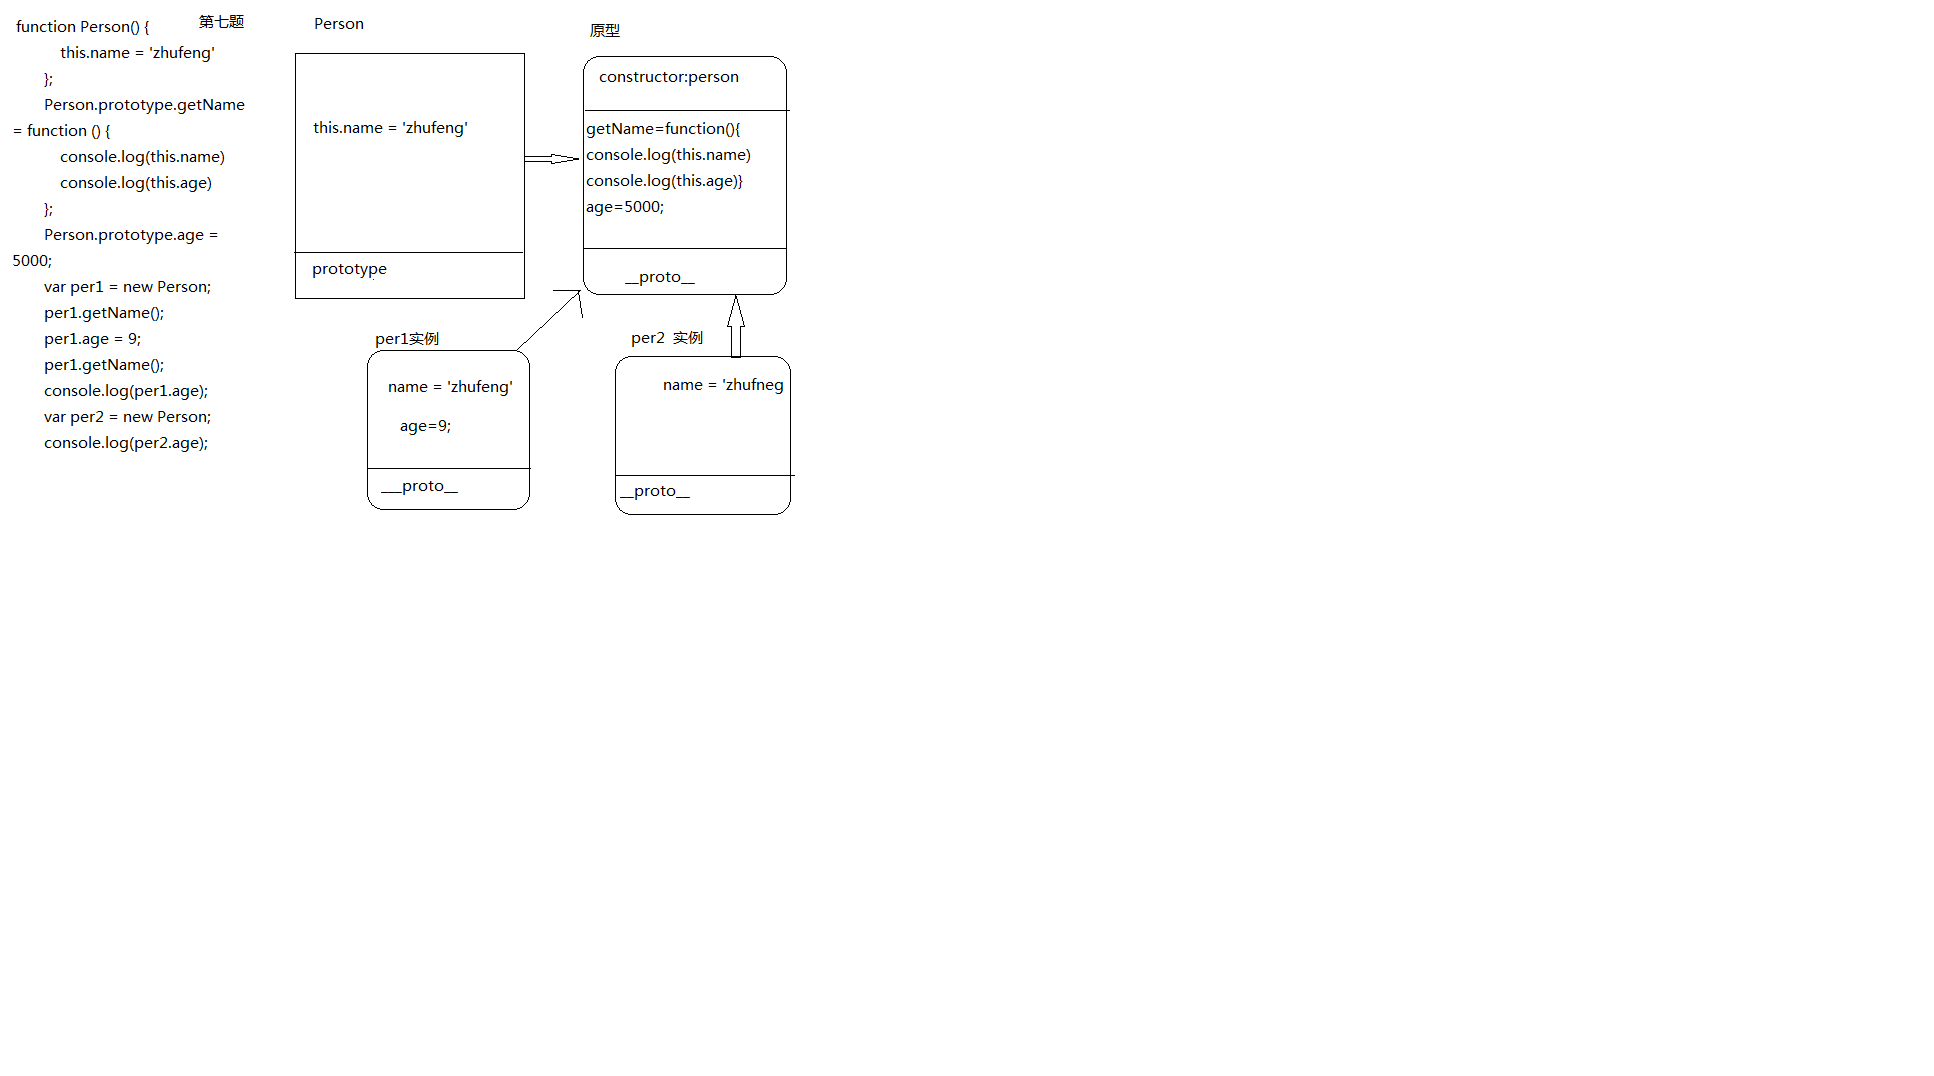 function Person() {
this.name = 'zhufeng'
};
Person.prototype.getName
= function () {
console.log(this.name)
console.log(this.age)
};
Person.prototype.age =
5000;
var per1 = new Person;
per1.getName();
per1.age = 9;
per1.getName();
console.log(per1.age);
var per2 = new Person;
console.log(per2.age);
第七题
Person
this.name = 'zhufeng'
prototype
原型
constructor:person
getName=function(){
console.log(this.name)
console.log(this.age)}
age=5000;
__proto__
per1实例
name = 'zhufeng'
age=9;
___proto__
per2 实例
name = 'zhufneg
__proto__